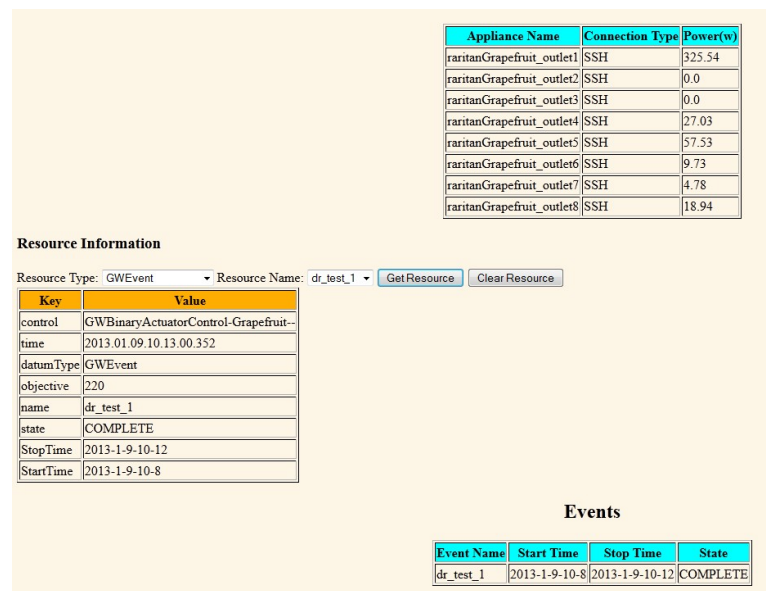 Appliance Name Connection Type Power(w)
raritanGrapefruit_outlet1 SSH 325.54
raritanGrapefruit_outlet2 SSH 0.0
raritanGrapefruit_outlet3 SSH 0.0
raritanGrapefruit_outlet4 SSH 27.03
raritanGrapefruit_outlet5 SSH 57.53
raritanGrapefruit_outlet6 SSH 9.73
raritanGrapefruit_outlet7 SSH 4.78
raritanGrapefruit_outlet8 SSH 18.94
Resource Information
Resource Type: GWEvent Resource Name: dr_test_1 Get Resource Clear Resource
Key Value
control GWBinaryActuatorControl-Grapefruit--
time 2013.01.09.10.13.00.352
datumType GWEvent
objective 220
name dr_test_1
state COMPLETE
StopTime 2013-1-9-10-12
StartTime 2013-1-9-10-8
Events
Event Name Start Time Stop Time State
dr_test_1 2013-1-9-10-8 2013-1-9-10-12 COMPLETE